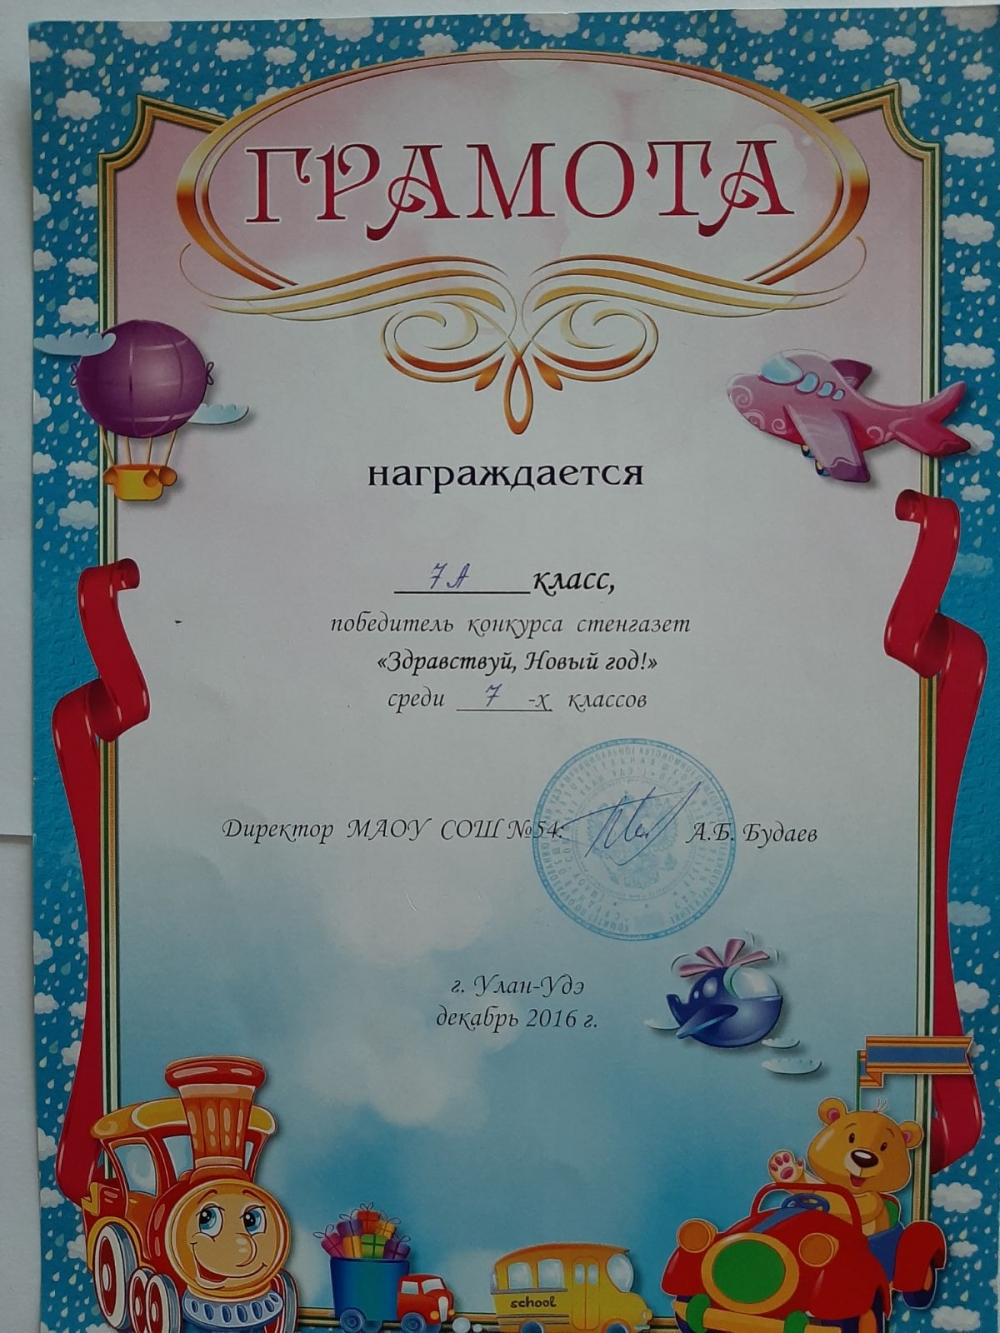 ГРАМОТА
награждается
7А класс,
победитель конкурса стенгазет
«Здравствуй, Новый год!»
среди 7 -х классов
Директор МАОУ СОШ №54: А.Б. Будаев
г. Улан-Удэ
декабрь 2016 г.
school